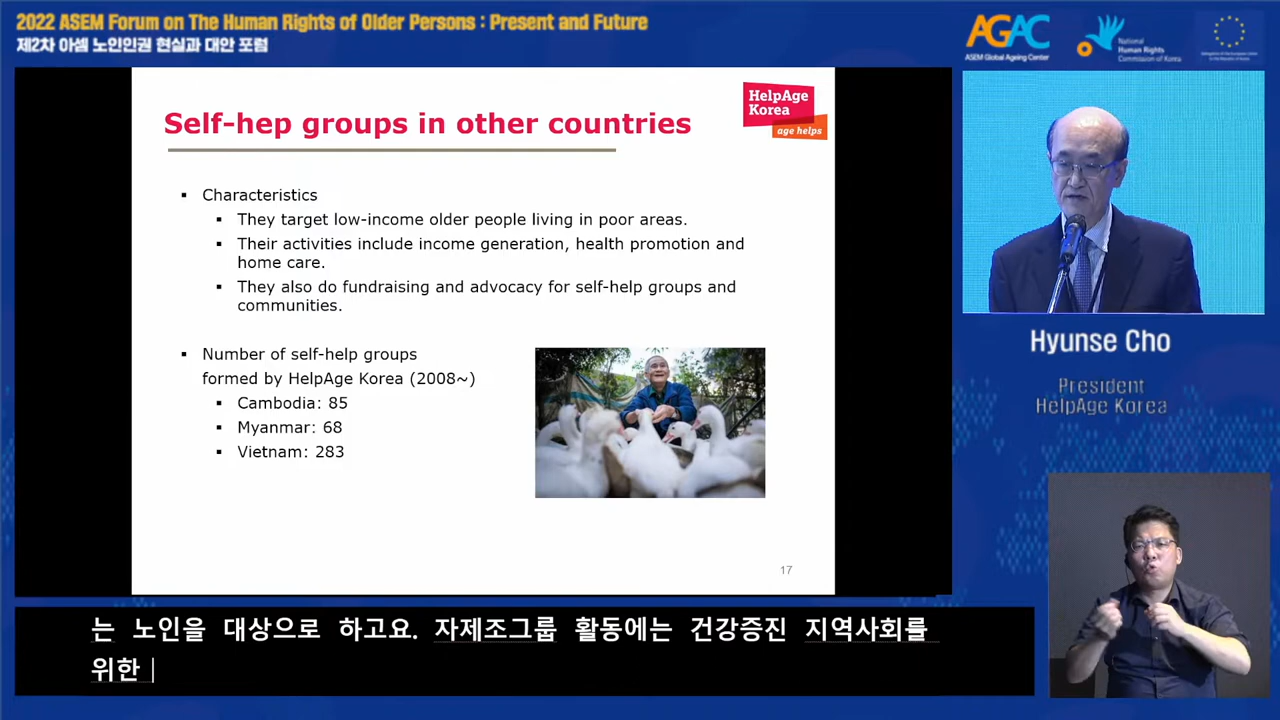 2022 ASEM Forum on The Human Rights of Older Persons : Present and Future
제2차 아셈 노인인권 현실과 대안 포럼
AGAC
ASEM Global Ageing Center
National
Human Rights
Commission of Korea
Self-hep groups in other countries
HelpAge
Korea
age helps
▪ Characteristics
▪ They target low-income older people living in poor areas.
▪ Their activities include income generation, health promotion and
home care.
▪ They also do fundraising and advocacy for self-help groups and
communities.
▪ Number of self-help groups
formed by HelpAge Korea (2008~)
▪ Cambodia: 85
▪ Myanmar: 68
▪ Vietnam: 283
17
Hyunse Cho
President
HelpAge Korea
는 노인을 대상으로 하고요. 자제조그룹 활동에는 건강증진 지역사회를
위한